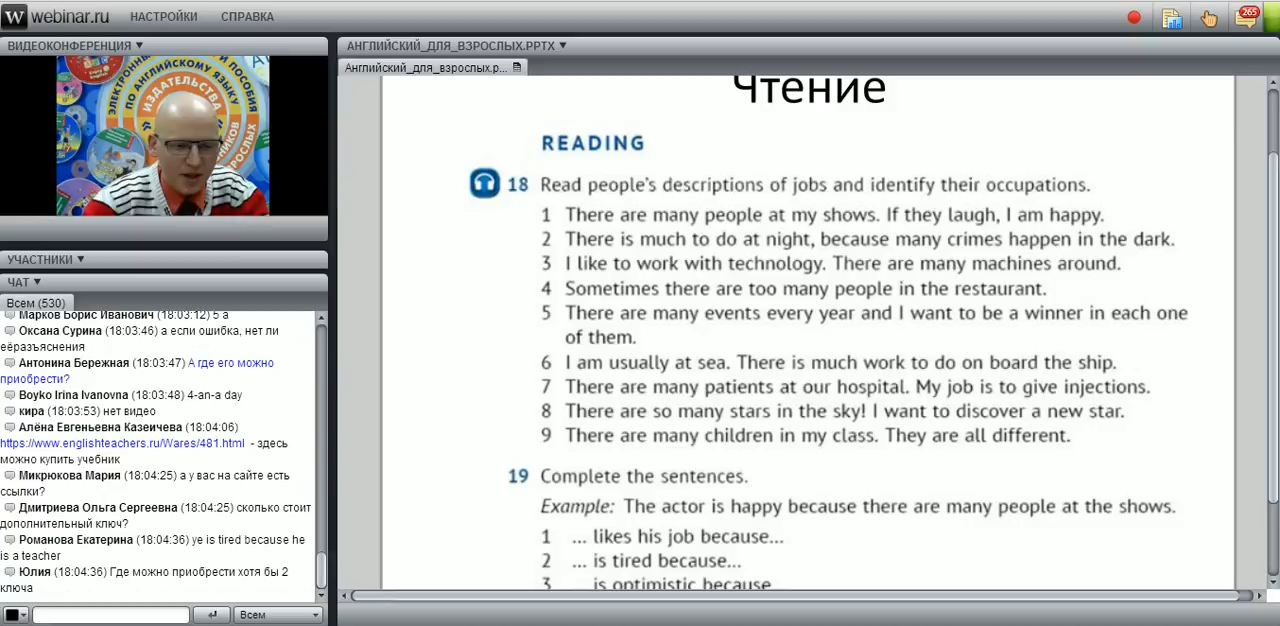 W webinar.ru НАСТРОЙКИ СПРАВКА
265
ВИДЕОКОНФЕРЕНЦИЯ
ЭЛЕКТРОННЫЕ ПОСОБИЯ
ПО АНГЛИЙСКОМУ ЯЗЫКУ
ИЗДАТЕЛЬСТВА
УЧАСТНИКИ
ЧАТ
Всем (530)
Марков Борис Иванович (18:03:12) 5 a
Оксана Сурина (18:03:46) а если ошибка, нет ли
еёразъяснения
Антонина Бережная (18:03:47) А где его можно
приобрести?
Boyko Irina Ivanovna (18:03:48) 4-an-a day
кира (18:03:53) нет видео
Алёна Евгеньевна Казеичева (18:04:06)
https://www.englishteachers.ru/Wares/481.html - здесь
можно купить учебник
Микрюкова Мария (18:04:25) а у вас на сайте есть
ссылки?
Дмитриева Ольга Сергеевна (18:04:25) сколько стоит
дополнительный ключ?
Романова Екатерина (18:04:36) ye is tired because he
is a teacher
Юлия (18:04:36) Где можно приобрести хотя бы 2
ключа
Всем
АНГЛИЙСКИЙ_ДЛЯ_ВЗРОСЛЫХ.PPTX
Английский_для_взрослых.p...
Чтение
READING
18 Read people's descriptions of jobs and identify their occupations.
1 There are many people at my shows. If they laugh, I am happy.
2 There is much to do at night, because many crimes happen in the dark.
3 I like to work with technology. There are many machines around.
4 Sometimes there are too many people in the restaurant.
5 There are many events every year and I want to be a winner in each one
of them.
6 I am usually at sea. There is much work to do on board the ship.
7 There are many patients at our hospital. My job is to give injections.
8 There are so many stars in the sky! I want to discover a new star.
9 There are many children in my class. They are all different.
19 Complete the sentences.
Example: The actor is happy because there are many people at the shows.
1 ... likes his job because...
2 ... is tired because...
3 is optimistic because